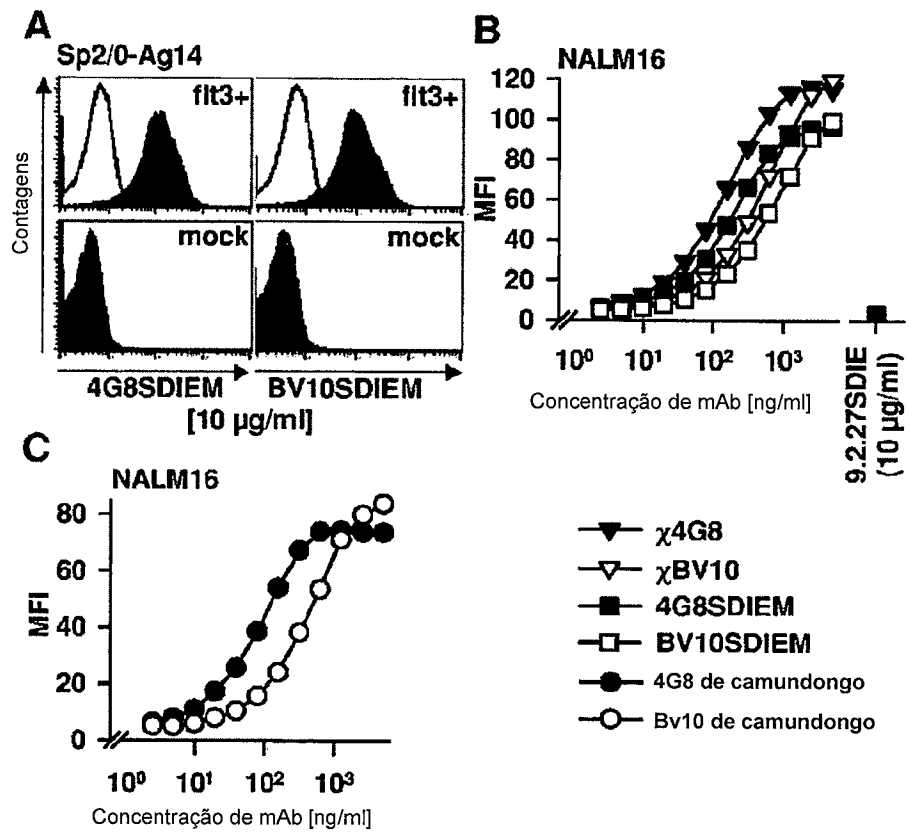 A
Sp2/0-Ag14
flt3+
flt3+
mock
mock
Contagens
4G8SDIEM
BV10SDIEM
[10 µg/ml]
B
NALM16
120
100
80
60
40
20
0
MFI
10⁰
10¹
10²
10³
Concentração de mAb [ng/ml]
9.2.27SDIE
(10 µg/ml)
C
NALM16
80
60
40
20
0
MFI
10⁰
10¹
10²
10³
Concentração de mAb [ng/ml]
χ4G8
χBV10
4G8SDIEM
BV10SDIEM
4G8 de camundongo
Bv10 de camundongo